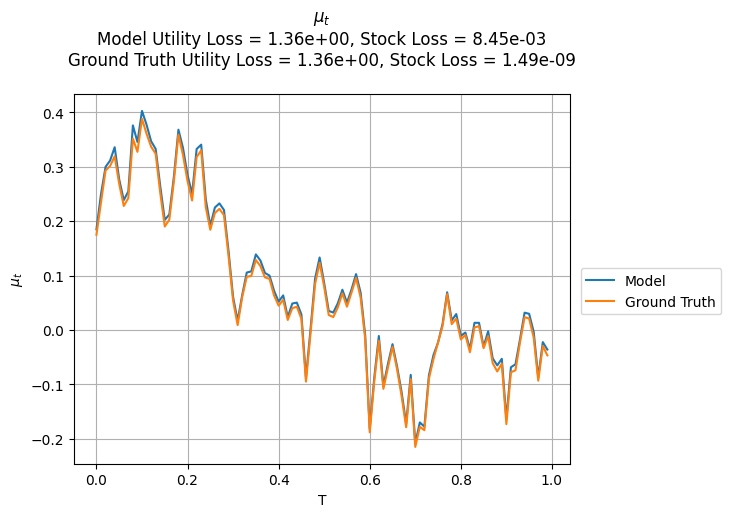 μt
Model Utility Loss = 1.36e+00, Stock Loss = 8.45e-03
Ground Truth Utility Loss = 1.36e+00, Stock Loss = 1.49e-09
0.4
0.3
0.2
0.1
0.0
−0.1
−0.2
μt
0.0 0.2 0.4 0.6 0.8 1.0
T
Model
Ground Truth